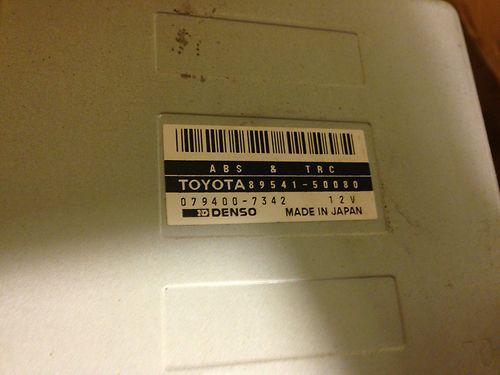 ABS & TRC
TOYOTA 89541-50080
079400-7342 12V
DENSO MADE IN JAPAN